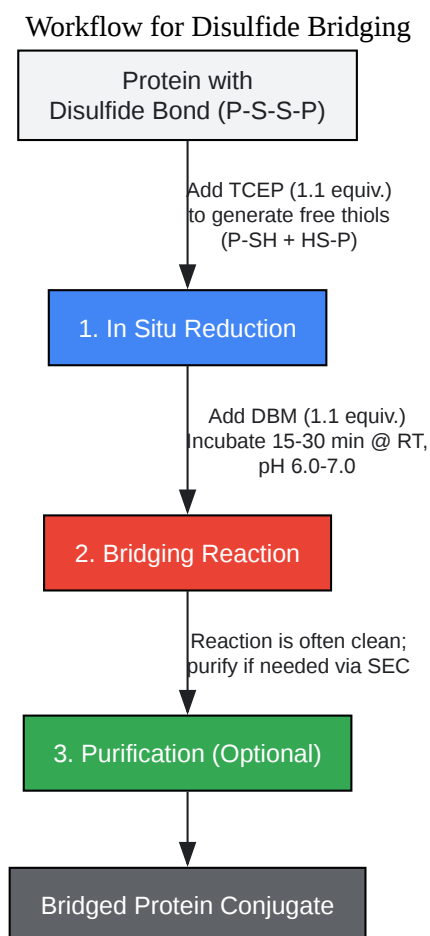 Workflow for Disulfide Bridging
Protein with
Disulfide Bond (P-S-S-P)
Add TCEP (1.1 equiv.)
to generate free thiols
(P-SH + HS-P)
1. In Situ Reduction
Add DBM (1.1 equiv.)
Incubate 15-30 min @ RT,
pH 6.0-7.0
2. Bridging Reaction
Reaction is often clean;
purify if needed via SEC
3. Purification (Optional)
Bridged Protein Conjugate